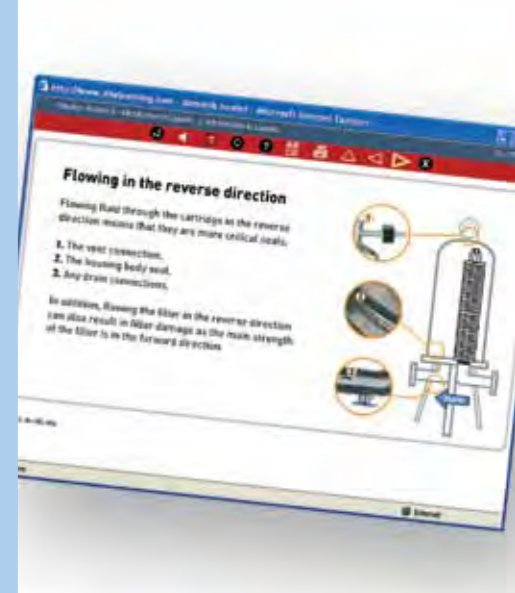 Flowing in the reverse direction
Flowing fluid through the cartridge in the reverse
direction means that they are more critical seals.
1. The vent connection.
2. The housing body seal.
3. Any drain connections.
In addition, flowing the filter in the reverse direction
can also result in filter damage as the main strength
of the filter is in the forward direction
Internet